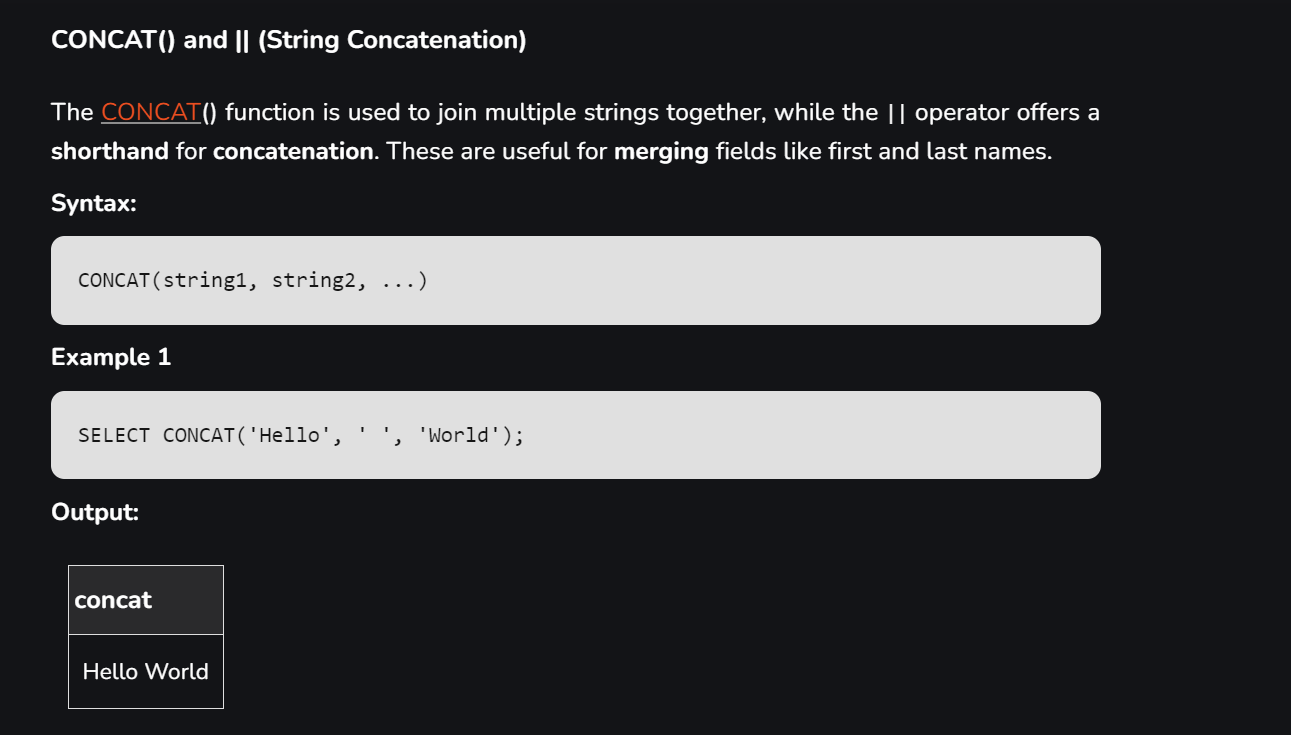 CONCAT() and || (String Concatenation)
The CONCAT() function is used to join multiple strings together, while the || operator offers a
shorthand for concatenation. These are useful for merging fields like first and last names.
Syntax:
CONCAT(string1, string2, ...)
Example 1
SELECT CONCAT('Hello', ' ', 'World');
Output:
concat
Hello World